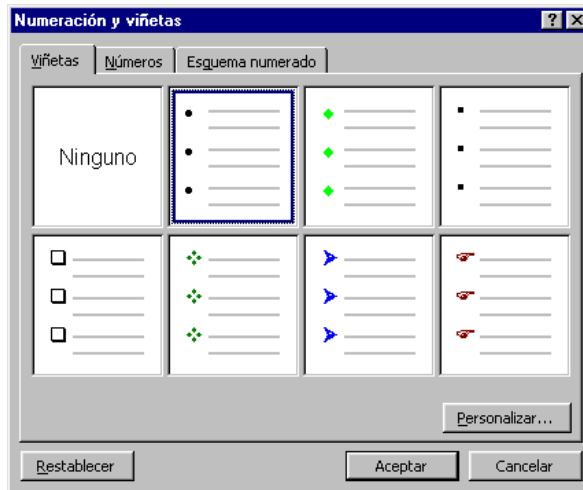 Numeración y viñetas
Viñetas Números Esquema numerado
Ninguno
Personalizar...
Restablecer Aceptar Cancelar